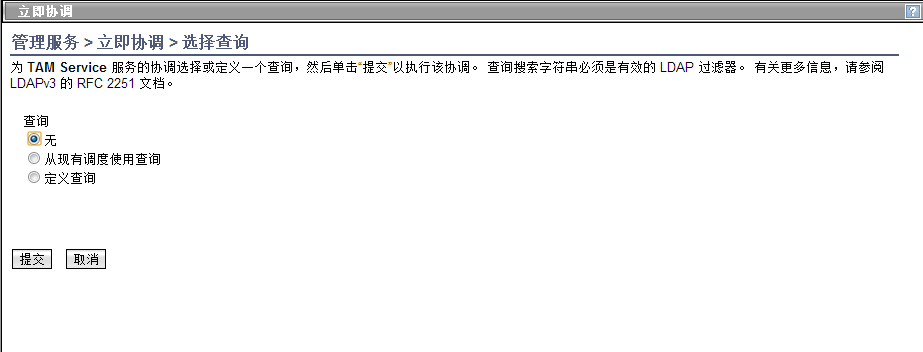 立即协调
?
管理服务 > 立即协调 > 选择查询
为 TAM Service 服务的协调选择或定义一个查询，然后单击“提交”以执行该协调。 查询搜索字符串必须是有效的 LDAP 过滤器。 有关更多信息，请参阅
LDAPv3 的 RFC 2251 文档。
查询
无
从现有调度使用查询
定义查询
提交 取消